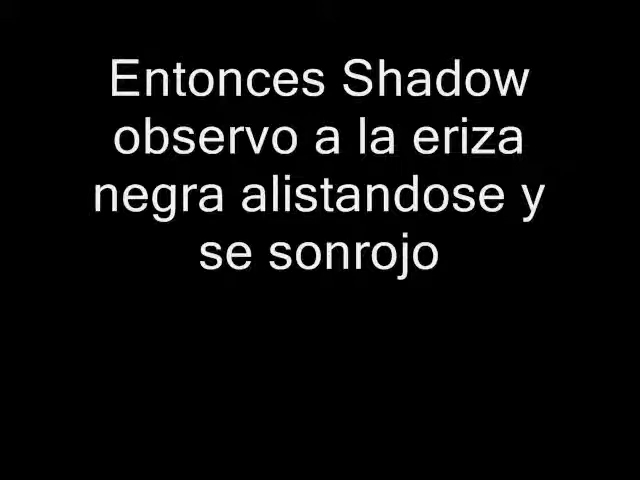 Entonces Shadow
observo a la eriza
negra alistandose y
se sonrojo